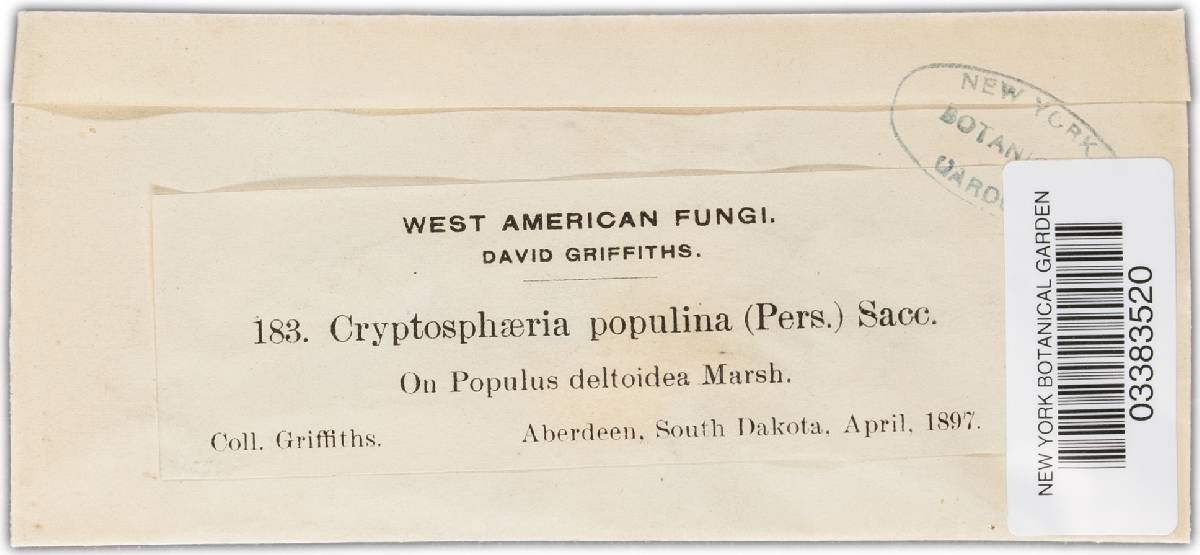 NEW YORK
BOTANI
GARD
WEST AMERICAN FUNGI.
DAVID GRIFFITHS.
183. Cryptosphæria populina (Pers.) Sacc.
On Populus deltoidea Marsh.
Coll. Griffiths.
Aberdeen, South Dakota, April, 1897.
NEW YORK BOTANICAL GARDEN
03383520